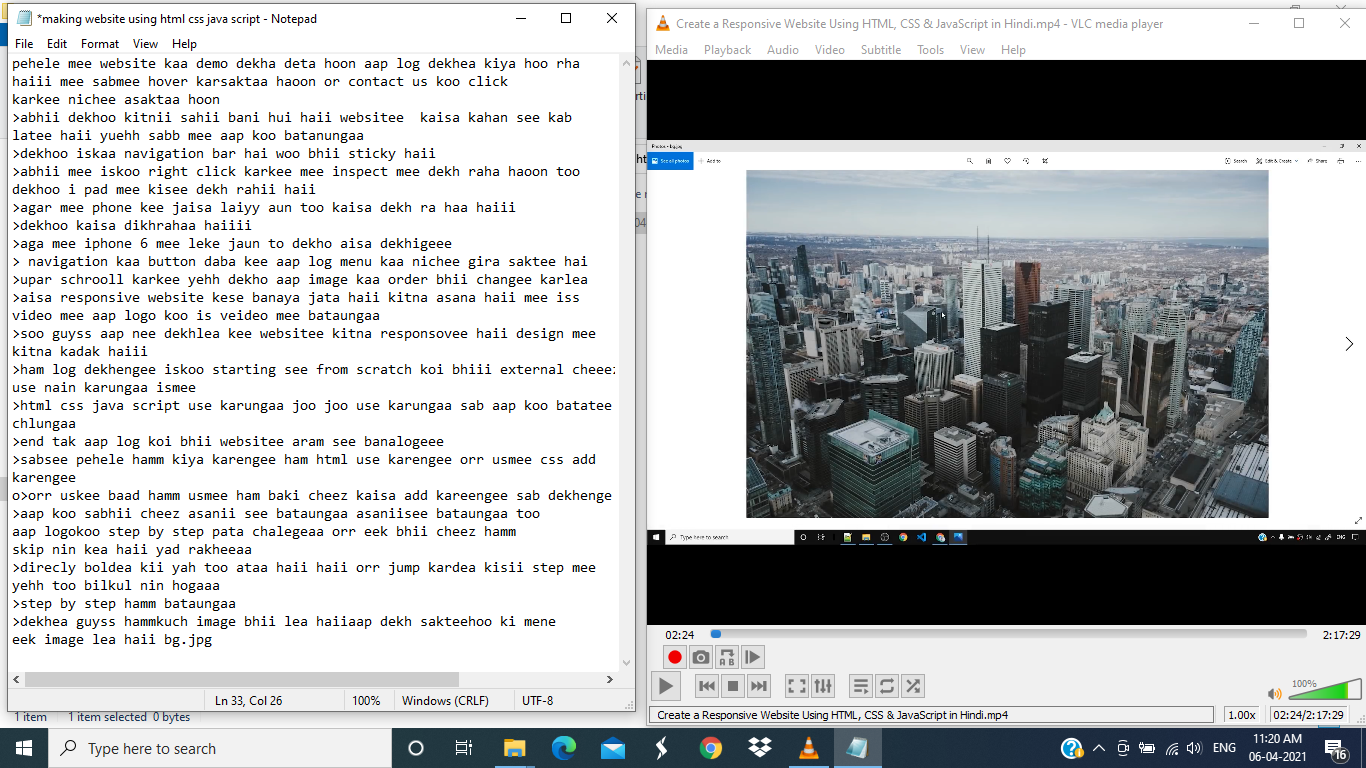 *making website using html css java script - Notepad
File Edit Format View Help
pehele mee website kaa demo dekha deta hoon aap log dekhea kiya hoo rha
haiii mee sabmee hover karsaktaa haoon or contact us koo click
karkee nichee asaktaa hoon
>abhii dekhoo kitnii sahii bani hui haii websitee  kaisa kahan see kab
latee haii yuehh sabb mee aap koo batanungaa
>dekhoo iskaa navigation bar hai woo bhii sticky haii
>abhii mee iskoo right click karkee mee inspect mee dekh raha haoon too
dekhoo i pad mee kisee dekh rahii haii
>agar mee phone kee jaisa laiyy aun too kaisa dekh ra haa haiii
>dekhoo kaisa dikhrahaa haiiii
>aga mee iphone 6 mee leke jaun to dekho aisa dekhigeee
> navigation kaa button daba kee aap log menu kaa nichee gira saktee hai
>upar schrooll karkee yehh dekho aap image kaa order bhii changee karlea
>aisa responsive website kese banaya jata haii kitna asana haii mee iss
video mee aap logo koo is veideo mee bataungaa
>soo guyss aap nee dekhlea kee websitee kitna responsovee haii design mee
kitna kadak haiii
>ham log dekhengee iskoo starting see from scratch koi bhiii external cheeez
use nain karungaa ismee
>html css java script use karungaa joo joo use karungaa sab aap koo batatee
chlungaa
>end tak aap log koi bhii websitee aram see banalogeee
>sabsee pehele hamm kiya karengee ham html use karengee orr usmee css add
karengee
o>orr uskee baad hamm usmee ham baki cheez kaisa add kareengee sab dekhenge
>aap koo sabhii cheez asanii see bataungaa asaniisee bataungaa too
aap logokoo step by step pata chalegeaa orr eek bhii cheez hamm
skip nin kea haii yad rakheeaa
>direcly boldea kii yah too ataa haii haii orr jump kardea kisii step mee
yehh too bilkul nin hogaaa
>step by step hamm bataungaa
>dekhea guyss hammkuch image bhii lea haiiaap dekh sakteehoo ki mene
eek image lea haii bg.jpg
Ln 33, Col 26 100% Windows (CRLF) UTF-8
1 item 1 item selected 0 bytes
Create a Responsive Website Using HTML, CSS & JavaScript in Hindi.mp4 - VLC media player
Media Playback Audio Video Subtitle Tools View Help
Photos - bg.jpg
See all photos Add to Search Edit & Create Share
Type here to search ENG
02:24 2:17:29
A B
100%
Create a Responsive Website Using HTML, CSS & JavaScript in Hindi.mp4 1.00x 02:24/2:17:29
Type here to search ENG 11:20 AM
06-04-2021 16